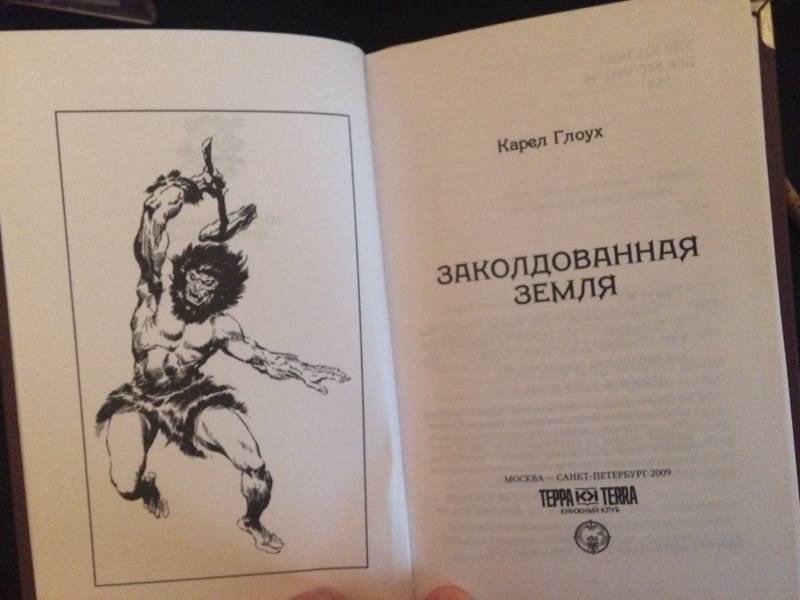 Карел Глоух
ЗАКОЛДОВАННАЯ
ЗЕМЛЯ
МОСКВА — САНКТ-ПЕТЕРБУРГ 2009
ТЕРРА TERRA
КНИЖНЫЙ КЛУБ